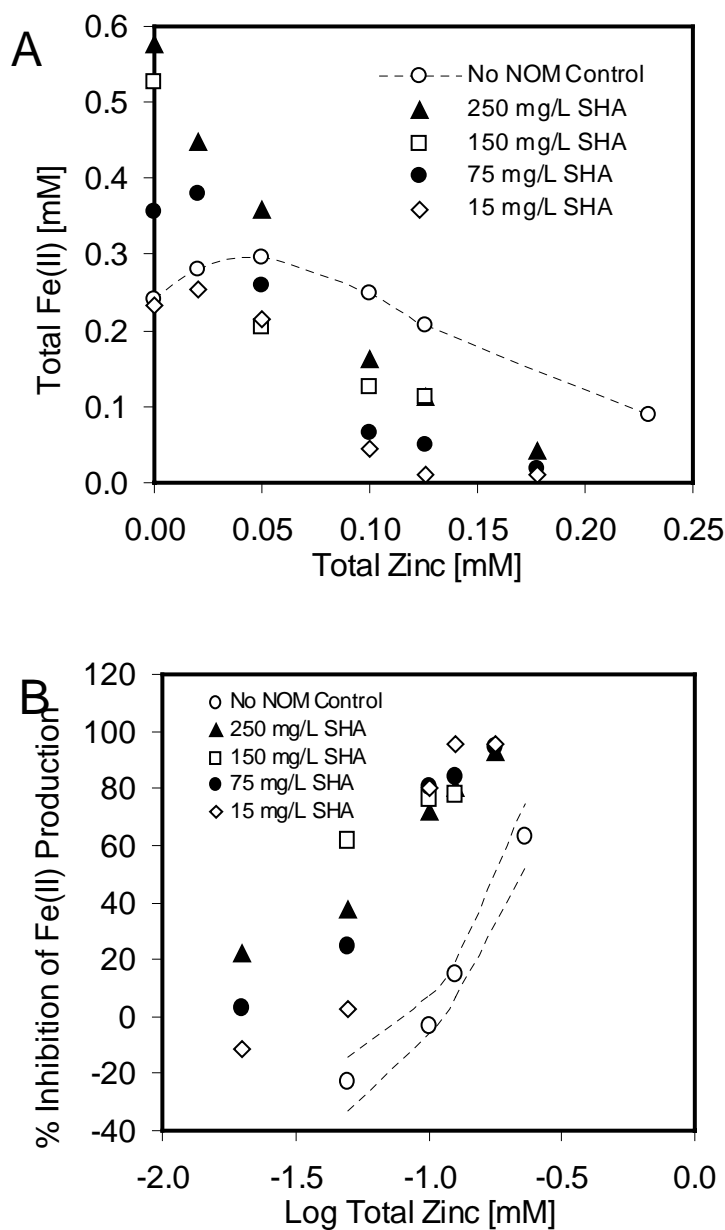 A
0.6
0.5
0.4
0.3
0.2
0.1
0.0
Total Fe(II) [mM]
No NOM Control
250 mg/L SHA
150 mg/L SHA
75 mg/L SHA
15 mg/L SHA
0.00 0.05 0.10 0.15 0.20 0.25
Total Zinc [mM]
B
120
100
80
60
40
20
0
-20
-40
% Inhibition of Fe(II) Production
No NOM Control
250 mg/L SHA
150 mg/L SHA
75 mg/L SHA
15 mg/L SHA
-2.0 -1.5 -1.0 -0.5 0.0
Log Total Zinc [mM]